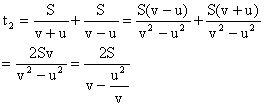 t₂ = S/(v+u) + S/(v−u) = S(v−u)/(v²−u²) + S(v+u)/(v²−u²)
= 2Sv/(v²−u²) = 2S/(v−u²/v)